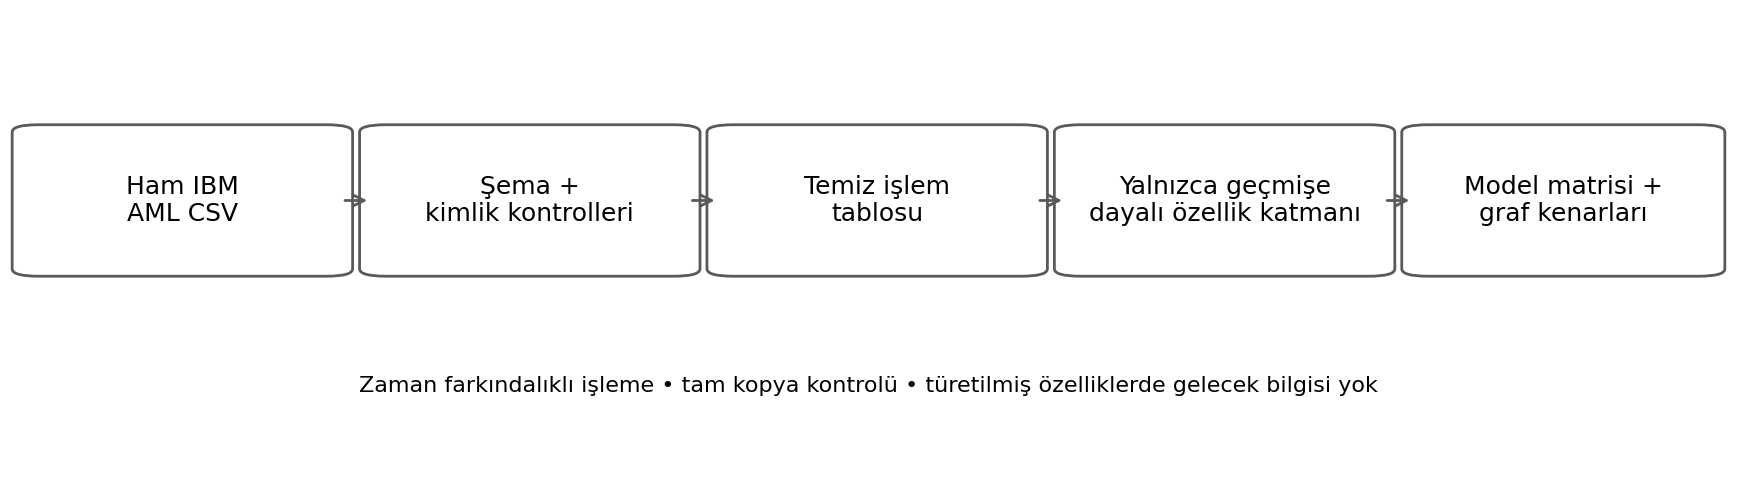 Ham IBM
AML CSV
Şema +
kimlik kontrolleri
Temiz işlem
tablosu
Yalnızca geçmişe
dayalı özellik katmanı
Model matrisi +
graf kenarları
Zaman farkındalıklı işleme • tam kopya kontrolü • türetilmiş özelliklerde gelecek bilgisi yok